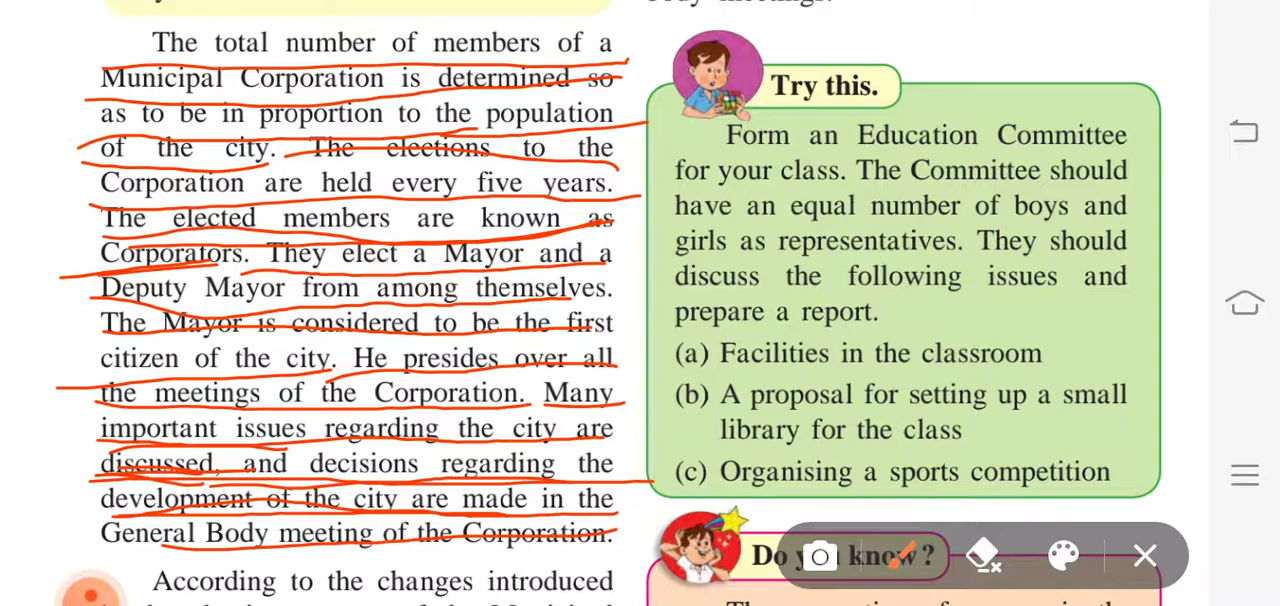 The total number of members of a
Municipal Corporation is determined so
as to be in proportion to the population
of the city. The elections to the
Corporation are held every five years.
The elected members are known as
Corporators. They elect a Mayor and a
Deputy Mayor from among themselves.
The Mayor is considered to be the first
citizen of the city. He presides over all
the meetings of the Corporation. Many
important issues regarding the city are
discussed, and decisions regarding the
development of the city are made in the
General Body meeting of the Corporation.
According to the changes introduced
body meetings.
Try this.
Form an Education Committee
for your class. The Committee should
have an equal number of boys and
girls as representatives. They should
discuss the following issues and
prepare a report.
(a) Facilities in the classroom
(b) A proposal for setting up a small
library for the class
(c) Organising a sports competition
Do you know?